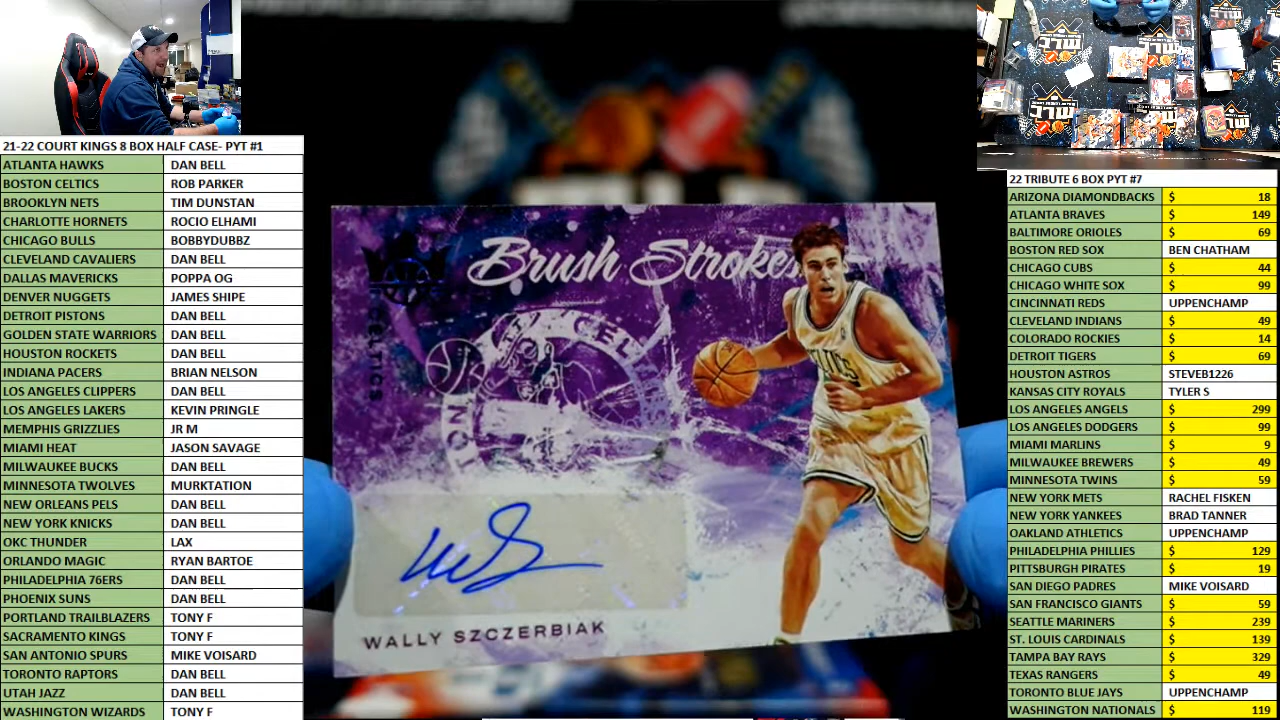 21-22 COURT KINGS 8 BOX HALF CASE- PYT #1
ATLANTA HAWKS DAN BELL
BOSTON CELTICS ROB PARKER
BROOKLYN NETS TIM DUNSTAN
CHARLOTTE HORNETS ROCIO ELHAMI
CHICAGO BULLS BOBBYDUBBZ
CLEVELAND CAVALIERS DAN BELL
DALLAS MAVERICKS POPPA OG
DENVER NUGGETS JAMES SHIPE
DETROIT PISTONS DAN BELL
GOLDEN STATE WARRIORS DAN BELL
HOUSTON ROCKETS DAN BELL
INDIANA PACERS BRIAN NELSON
LOS ANGELES CLIPPERS DAN BELL
LOS ANGELES LAKERS KEVIN PRINGLE
MEMPHIS GRIZZLIES JR M
MIAMI HEAT JASON SAVAGE
MILWAUKEE BUCKS DAN BELL
MINNESOTA TWOLVES MURKTATION
NEW ORLEANS PELS DAN BELL
NEW YORK KNICKS DAN BELL
OKC THUNDER LAX
ORLANDO MAGIC RYAN BARTOE
PHILADELPHIA 76ERS DAN BELL
PHOENIX SUNS DAN BELL
PORTLAND TRAILBLAZERS TONY F
SACRAMENTO KINGS TONY F
SAN ANTONIO SPURS MIKE VOISARD
TORONTO RAPTORS DAN BELL
UTAH JAZZ DAN BELL
WASHINGTON WIZARDS TONY F
Brush Strokes
CELTICS
WALLY SZCZERBIAK
22 TRIBUTE 6 BOX PYT #7
ARIZONA DIAMONDBACKS $ 18
ATLANTA BRAVES $ 149
BALTIMORE ORIOLES $ 69
BOSTON RED SOX BEN CHATHAM
CHICAGO CUBS $ 44
CHICAGO WHITE SOX $ 99
CINCINNATI REDS UPPENCHAMP
CLEVELAND INDIANS $ 49
COLORADO ROCKIES $ 14
DETROIT TIGERS $ 69
HOUSTON ASTROS STEVEB1226
KANSAS CITY ROYALS TYLER S
LOS ANGELES ANGELS $ 299
LOS ANGELES DODGERS $ 99
MIAMI MARLINS $ 9
MILWAUKEE BREWERS $ 49
MINNESOTA TWINS $ 59
NEW YORK METS RACHEL FISKEN
NEW YORK YANKEES BRAD TANNER
OAKLAND ATHLETICS UPPENCHAMP
PHILADELPHIA PHILLIES $ 129
PITTSBURGH PIRATES $ 19
SAN DIEGO PADRES MIKE VOISARD
SAN FRANCISCO GIANTS $ 59
SEATTLE MARINERS $ 239
ST. LOUIS CARDINALS $ 139
TAMPA BAY RAYS $ 329
TEXAS RANGERS $ 49
TORONTO BLUE JAYS UPPENCHAMP
WASHINGTON NATIONALS $ 119